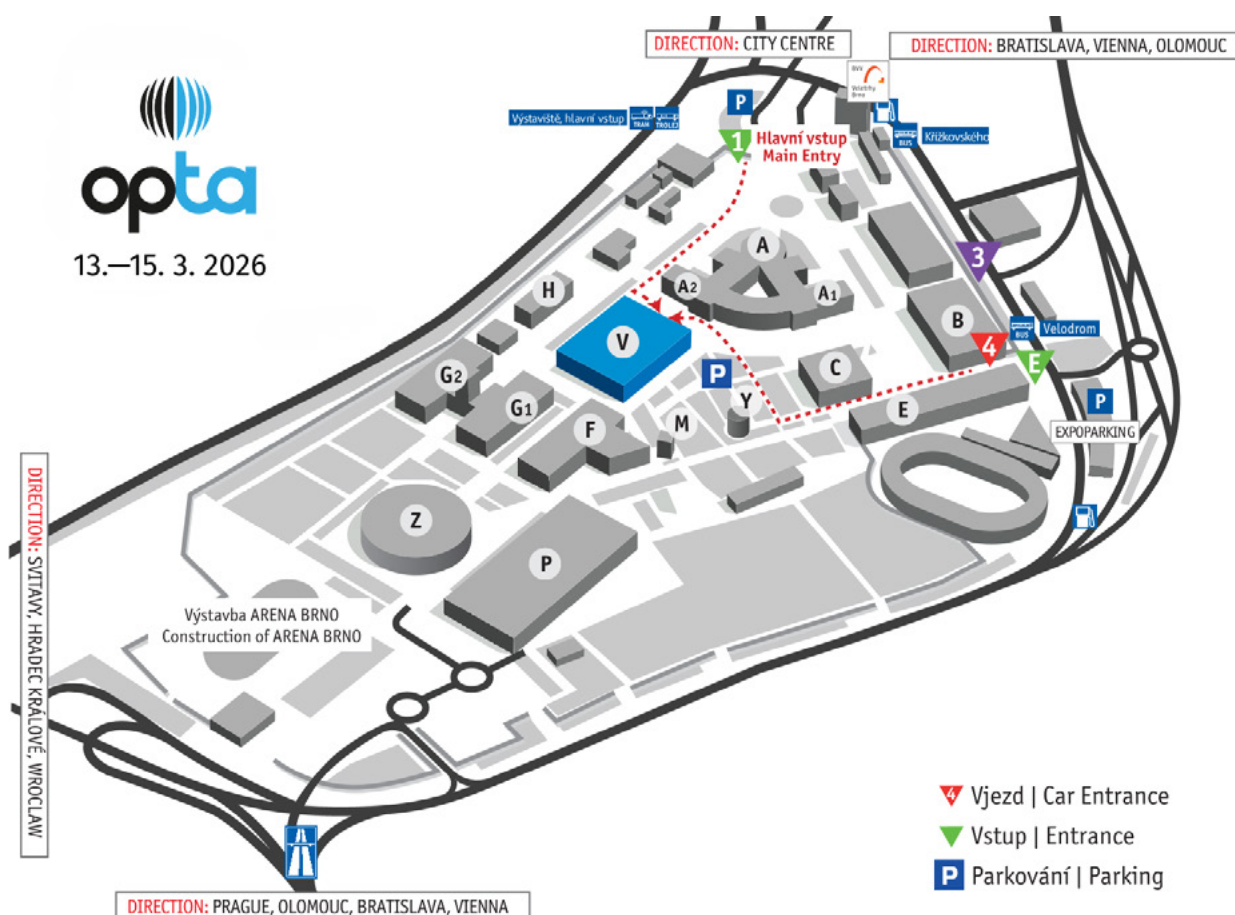 DIRECTION: CITY CENTRE
DIRECTION: BRATISLAVA, VIENNA, OLOMOUC
BVV
Veletrhy
Brno
opta
13.—15. 3. 2026
Výstaviště, hlavní vstup
TRAM
TROLEJ
P
1
Hlavní vstup
Main Entry
BUS
Křížkovského
A
A2
A1
3
H
V
B
BUS
Velodrom
4
E
G2
P
C
G1
Y
E
P
F
M
EXPOPARKING
Z
P
DIRECTION: SVITAVY, HRADEC KRÁLOVÉ, WROCLAW
Výstavba ARENA BRNO
Construction of ARENA BRNO
4 Vjezd | Car Entrance
Vstup | Entrance
P Parkování | Parking
DIRECTION: PRAGUE, OLOMOUC, BRATISLAVA, VIENNA